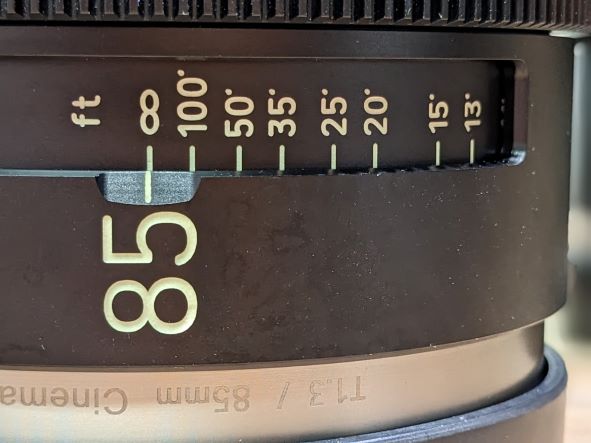 ft ∞ 100' 50' 35' 25' 20' 15' 13'
85
T1.3 / 85mm Cinema